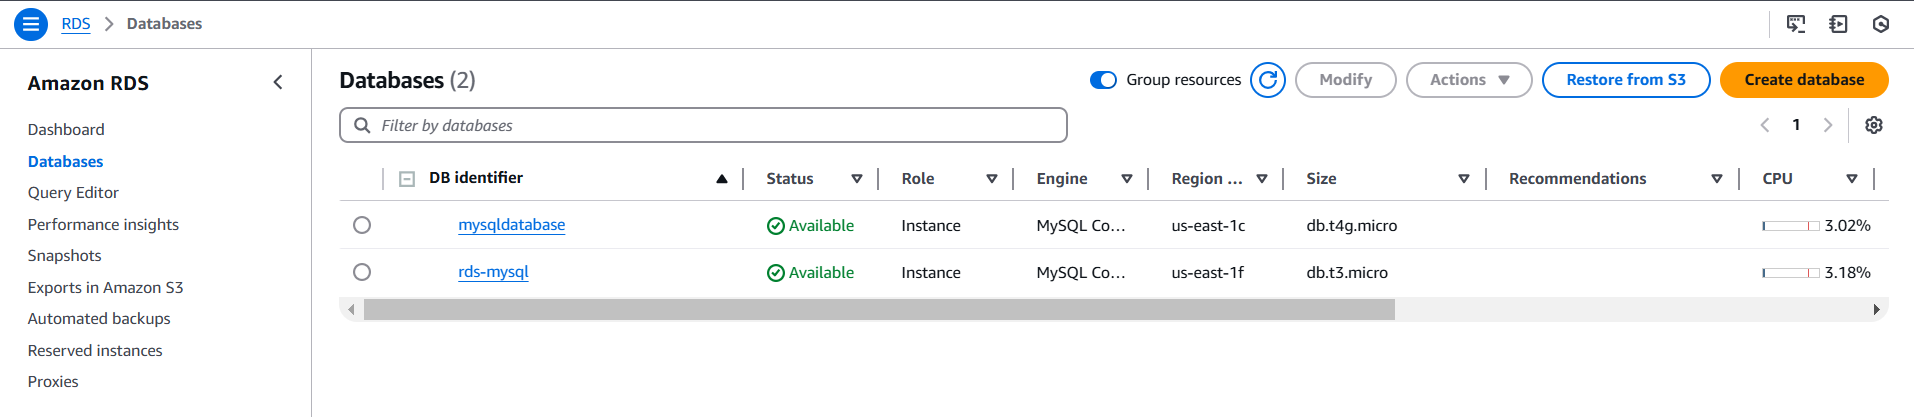 RDS > Databases
Amazon RDS
Dashboard
Databases
Query Editor
Performance insights
Snapshots
Exports in Amazon S3
Automated backups
Reserved instances
Proxies
Databases (2)
Group resources
Modify
Actions
Restore from S3
Create database
Filter by databases
1
DB identifier Status Role Engine Region ... Size Recommendations CPU
mysqldatabase Available Instance MySQL Co... us-east-1c db.t4g.micro 3.02%
rds-mysql Available Instance MySQL Co... us-east-1f db.t3.micro 3.18%